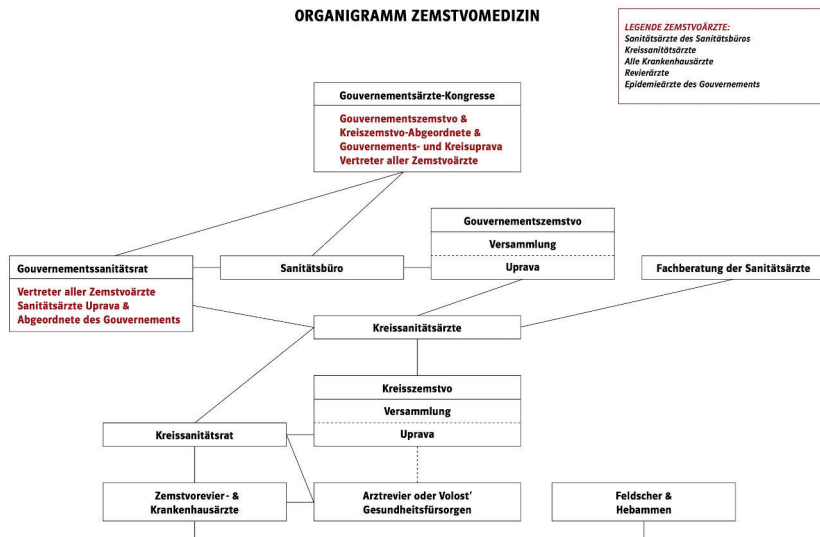 ORGANIGRAMM ZEMSTVOMEDIZIN
LEGENDE ZEMSTVOÄRZTE:
Sanitätsärzte des Sanitätsbüros
Kreissanitätsärzte
Alle Krankenhausärzte
Revierärzte
Epidemieärzte des Gouvernements
Gouvernementsärzte-Kongresse
Gouvernementszemstvo &
Kreiszemstvo-Abgeordnete &
Gouvernements- und Kreisuprava
Vertreter aller Zemstvoärzte
Gouvernementszemstvo
Versammlung
Uprava
Gouvernementssanitätsrat
Vertreter aller Zemstvoärzte
Sanitätsärzte Uprava &
Abgeordnete des Gouvernements
Sanitätsbüro
Fachberatung der Sanitätsärzte
Kreissanitätsärzte
Kreisszemstvo
Versammlung
Uprava
Kreissanitätsrat
Zemstvorevier- &
Krankenhausärzte
Arztrevier oder Volost'
Gesundheitsfürsorgen
Feldscher &
Hebammen